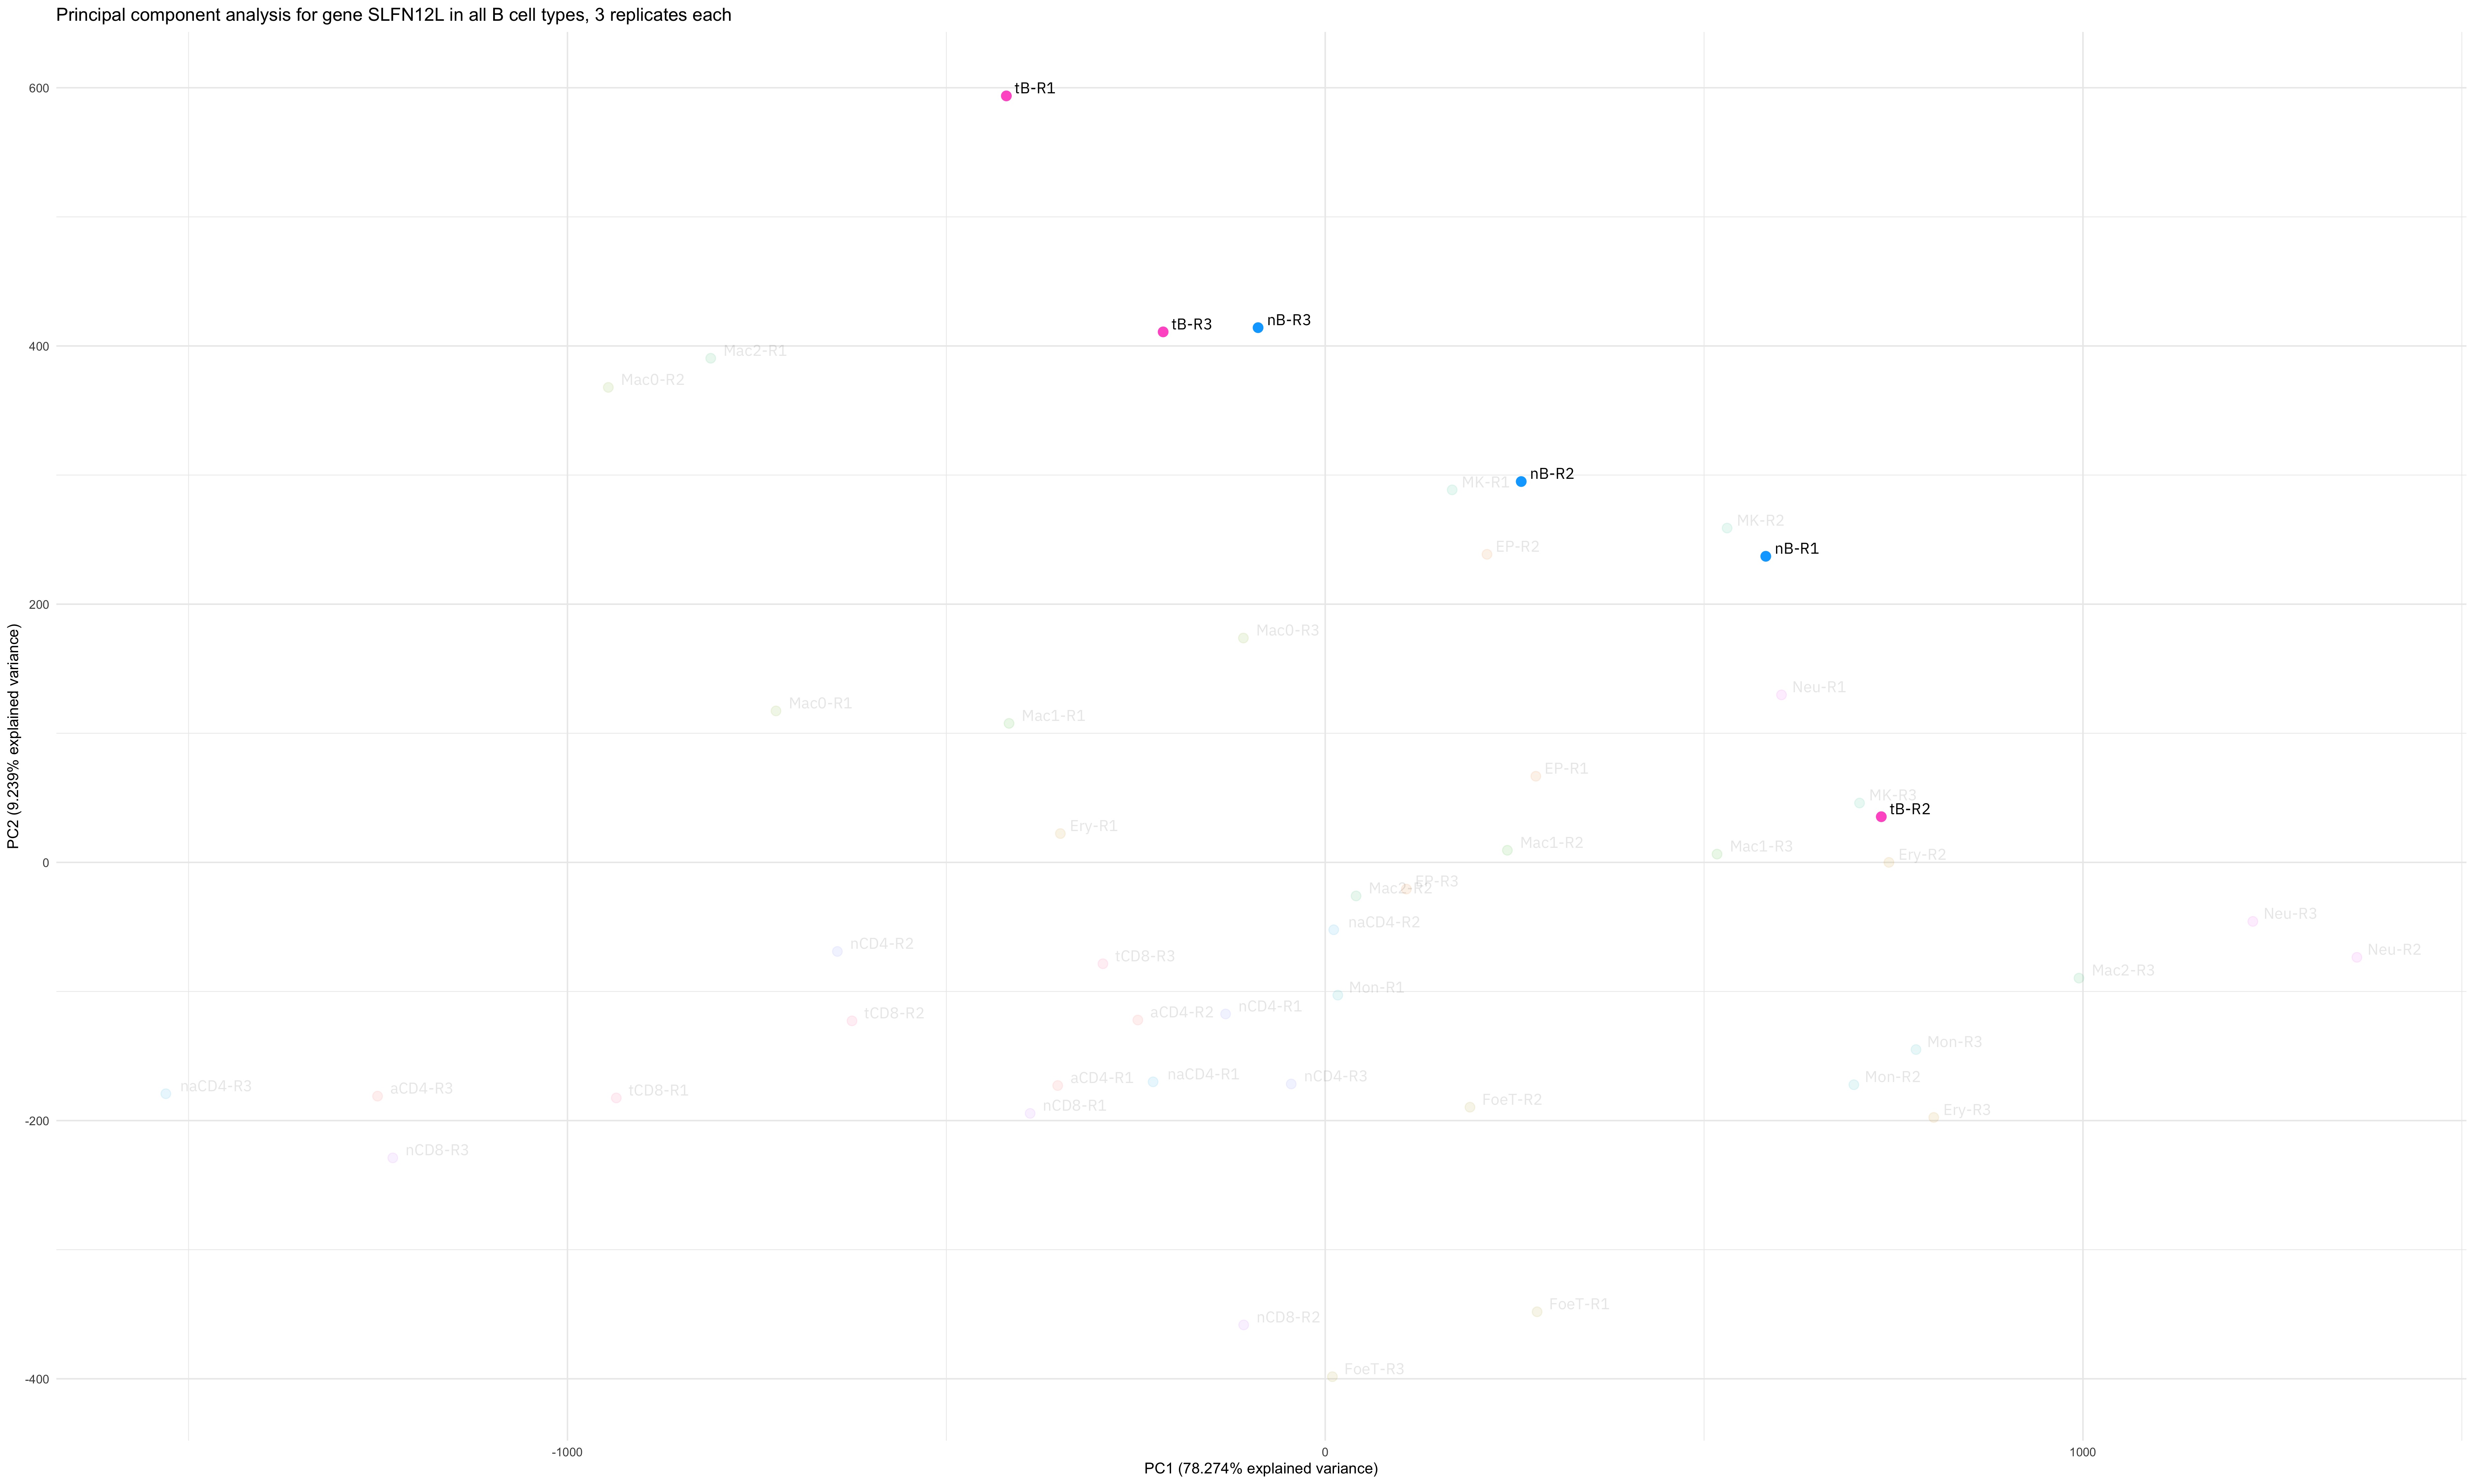 Principal component analysis for gene SLFN12L in all B cell types, 3 replicates each
600
tB-R1
tB-R3
nB-R3
400
Mac2-R1
Mac0-R2
nB-R2
MK-R1
MK-R2
EP-R2
nB-R1
200
Mac0-R3
Neu-R1
Mac0-R1
Mac1-R1
EP-R1
MK-R3
tB-R2
Ery-R1
Mac1-R2
Mac1-R3
Ery-R2
0
EP-R3
Mac2-R2
naCD4-R2
Neu-R3
nCD4-R2
Neu-R2
tCD8-R3
Mac2-R3
Mon-R1
nCD4-R1
aCD4-R2
tCD8-R2
Mon-R3
naCD4-R1
aCD4-R1
nCD4-R3
Mon-R2
naCD4-R3
aCD4-R3
tCD8-R1
FoeT-R2
nCD8-R1
Ery-R3
-200
nCD8-R3
FoeT-R1
nCD8-R2
FoeT-R3
-400
PC2 (9.239% explained variance)
-1000
0
1000
PC1 (78.274% explained variance)